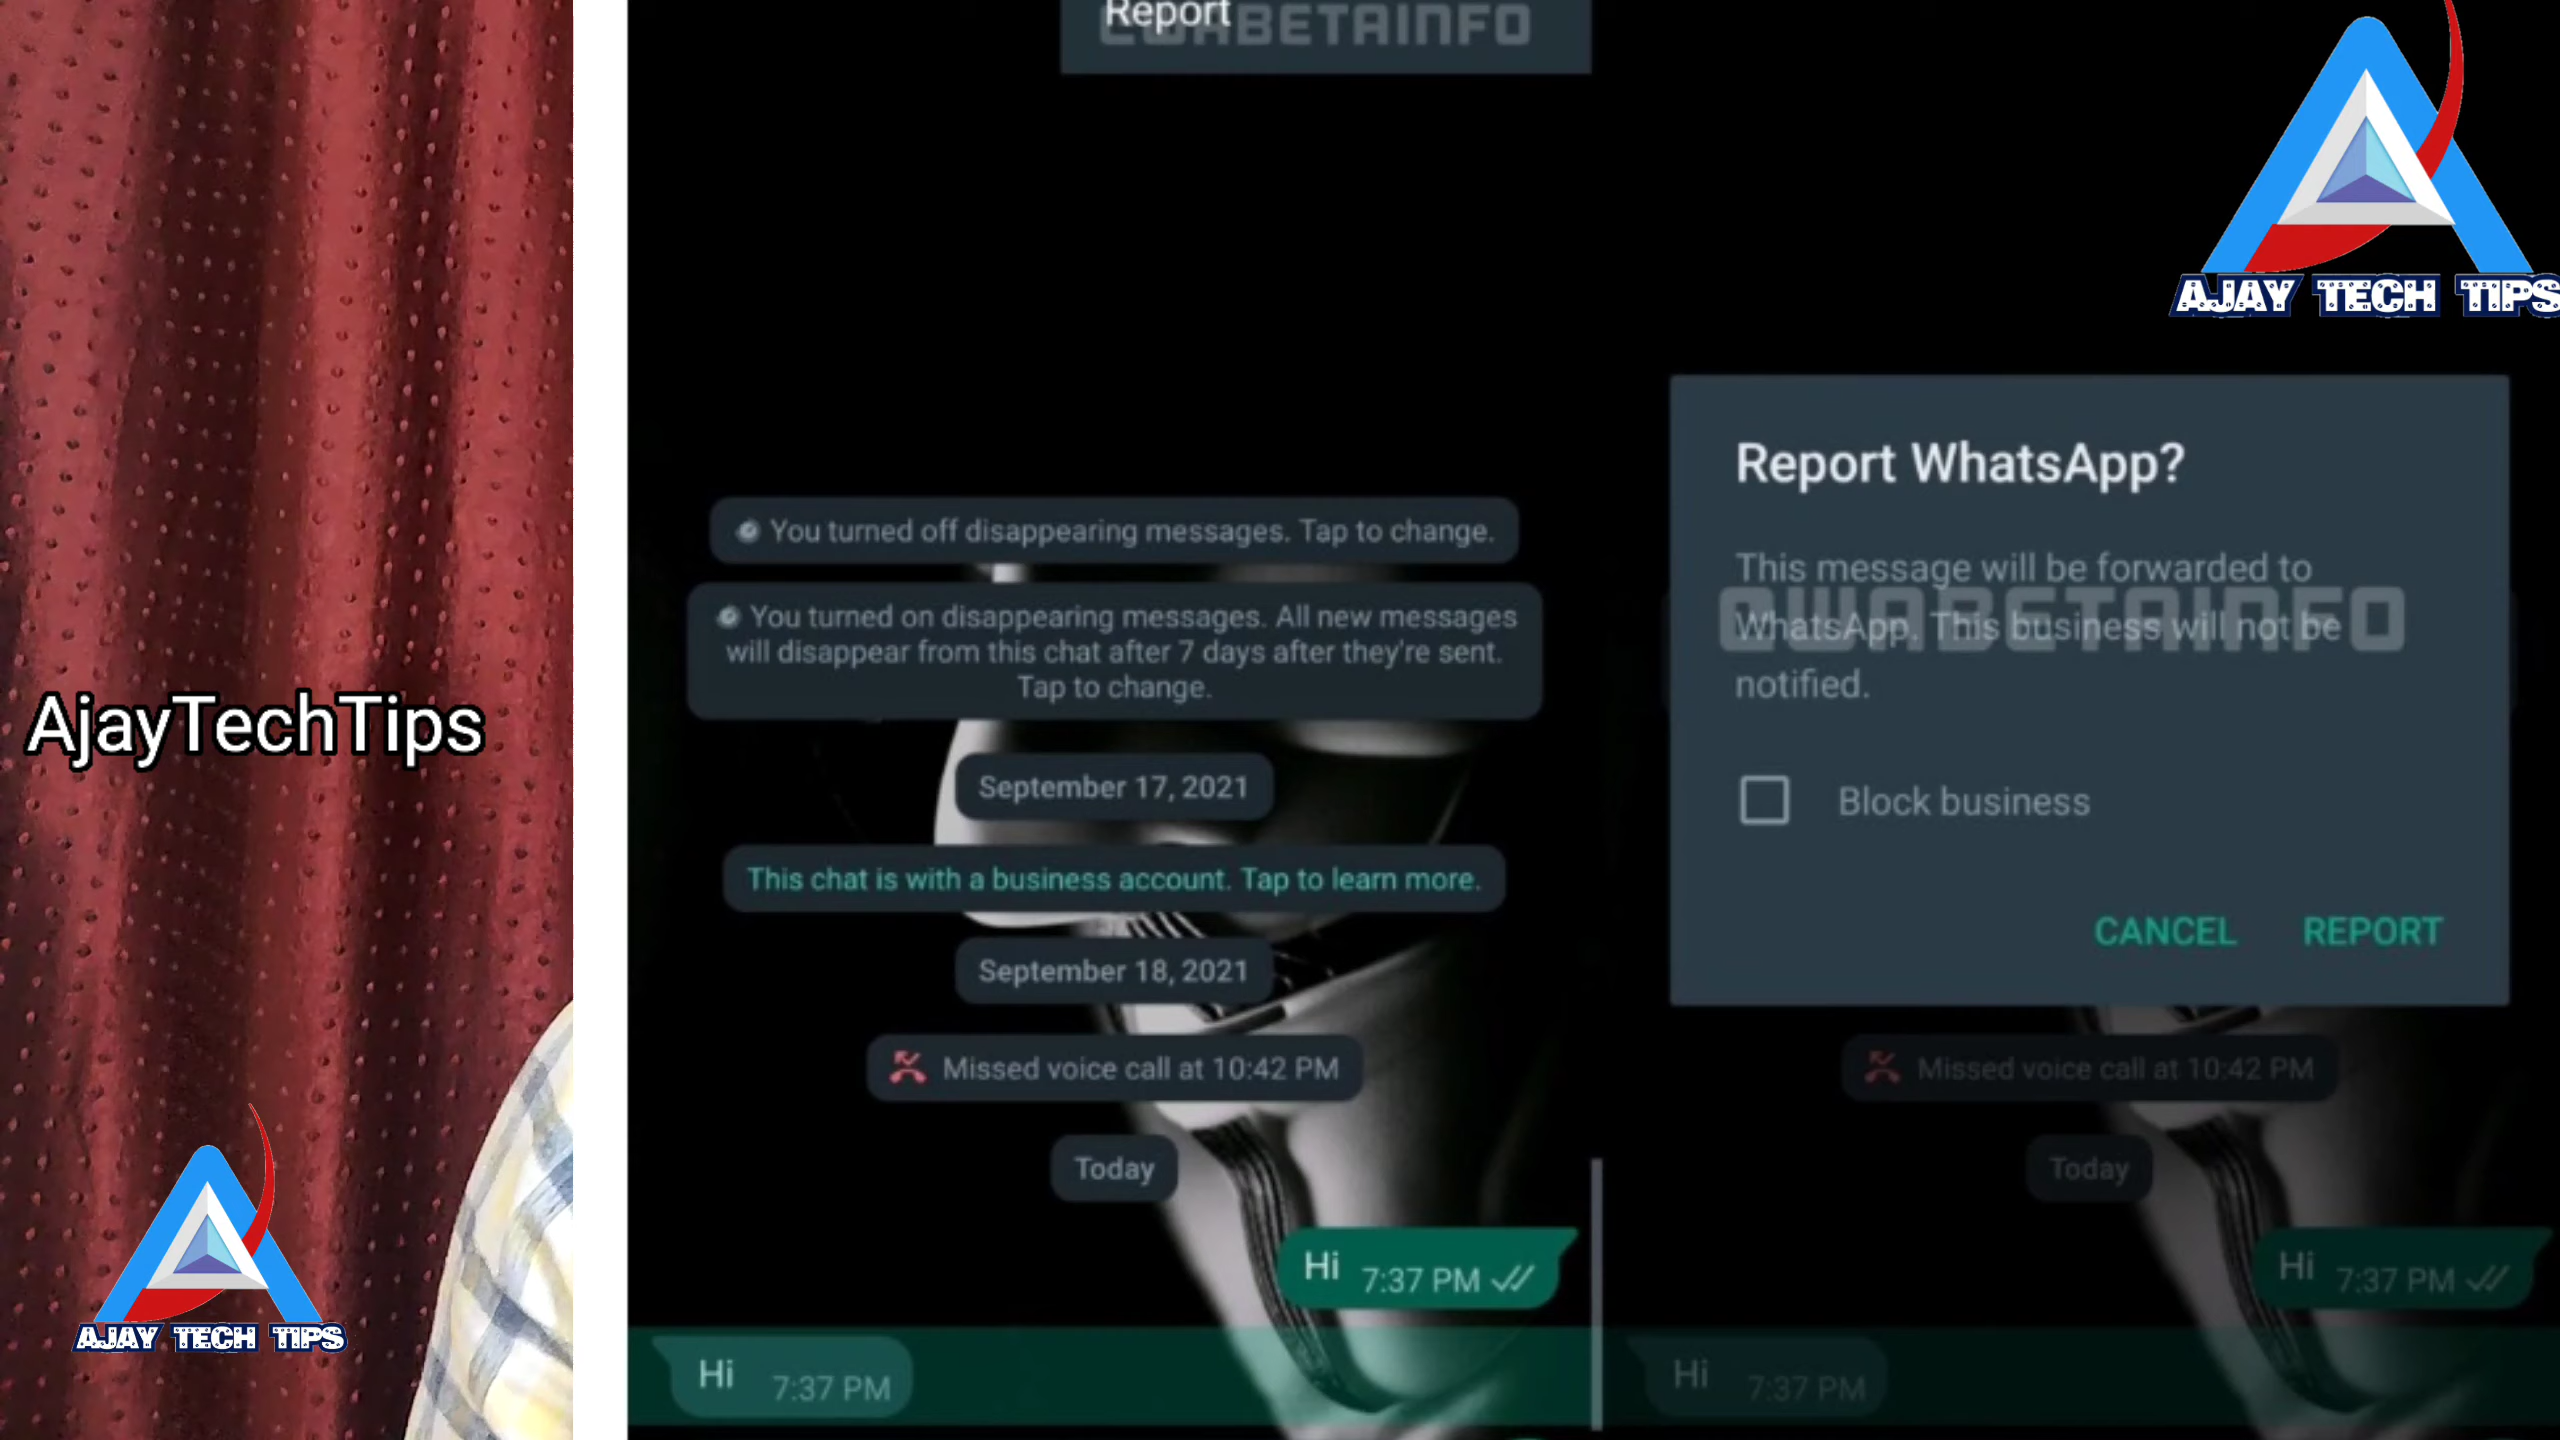 Report
@WABETAINFO
AJAY TECH TIPS
You turned off disappearing messages. Tap to change.
You turned on disappearing messages. All new messages
will disappear from this chat after 7 days after they're sent.
Tap to change.
September 17, 2021
This chat is with a business account. Tap to learn more.
September 18, 2021
Missed voice call at 10:42 PM
Today
Hi 7:37 PM
Hi 7:37 PM
Report WhatsApp?
This message will be forwarded to
WhatsApp. This business will not be
notified.
@WABETAINFO
Block business
CANCEL REPORT
Missed voice call at 10:42 PM
Today
Hi 7:37 PM
Hi 7:37 PM
AjayTechTips
AJAY TECH TIPS